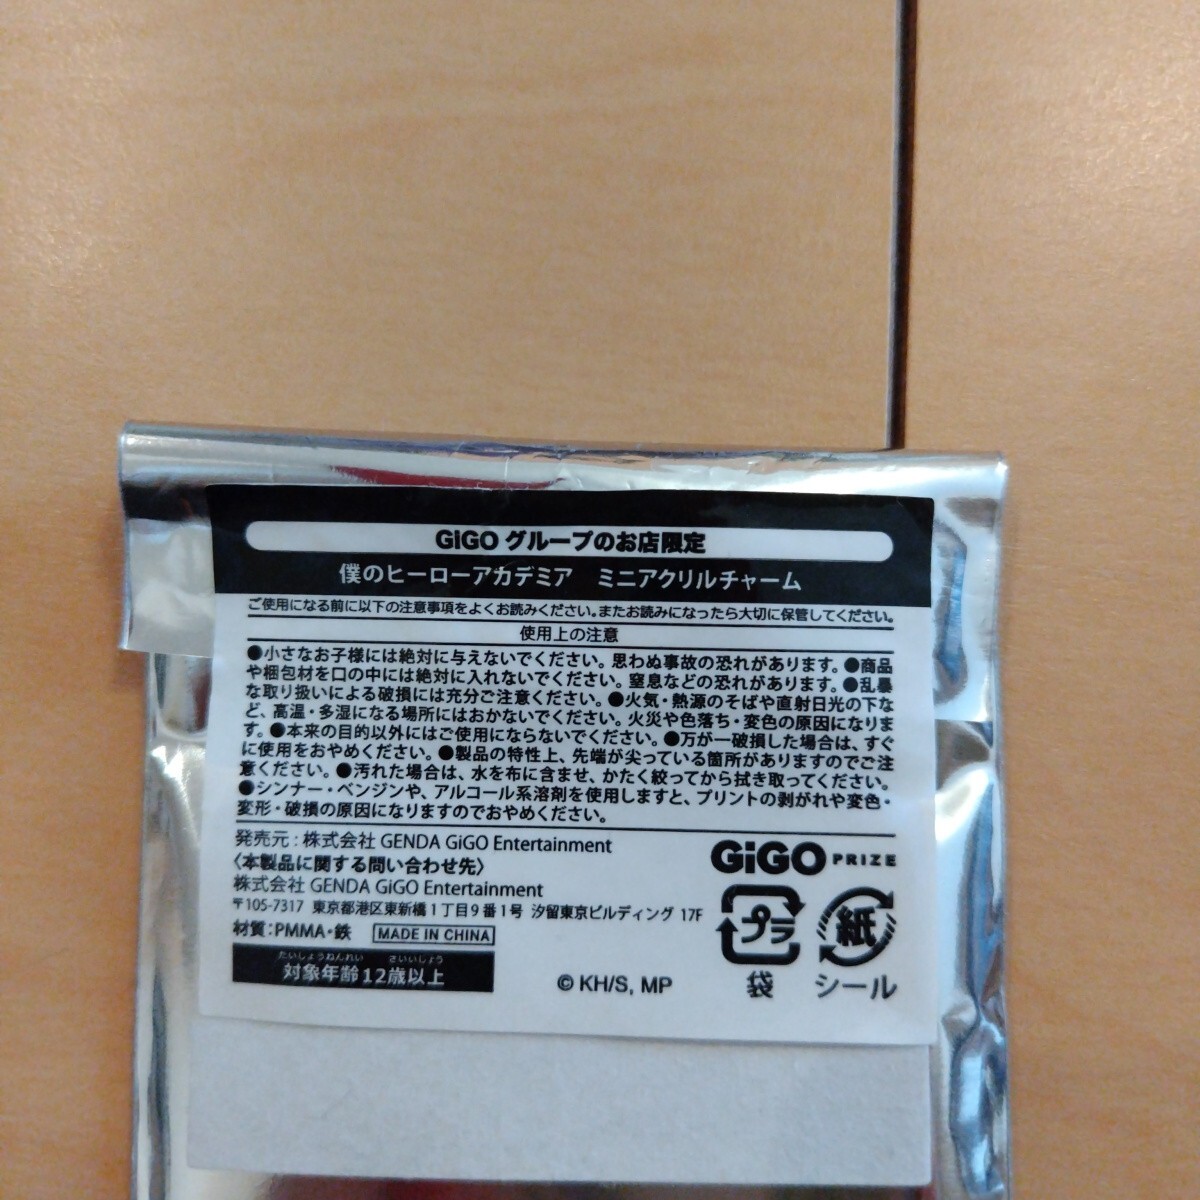 GiGO グループのお店限定
僕のヒーローアカデミア　ミニアクリルチャーム
ご使用になる前に以下の注意事項をよくお読みください。またお読みになったら大切に保管してください。
使用上の注意
●小さなお子様には絶対に与えないでください。思わぬ事故の恐れがあります。●商品
や梱包材を口の中には絶対に入れないでください。窒息などの恐れがあります。●乱暴
な取り扱いによる破損には充分ご注意ください。●火気・熱源のそばや直射日光の下な
ど、高温・多湿になる場所にはおかないでください。火災や色落ち・変色の原因になりま
す。●本来の目的以外にはご使用にならないでください。●万が一破損した場合は、すぐ
に使用をおやめください。●製品の特性上、先端が尖っている箇所がありますのでご注
意ください。●汚れた場合は、水を布に含ませ、かたく絞ってから拭き取ってください。
●シンナー・ベンジンや、アルコール系溶剤を使用しますと、プリントの剥がれや変色・
変形・破損の原因になりますのでおやめください。
発売元：株式会社 GENDA GiGO Entertainment
〈本製品に関する問い合わせ先〉
株式会社 GENDA GiGO Entertainment
〒105-7317 東京都港区東新橋1丁目9番1号 汐留東京ビルディング 17F
材質：PMMA・鉄 MADE IN CHINA
たいしょうねんれい さいいじょう
対象年齢12歳以上
© KH/S, MP
GiGO PRIZE
プラ 紙
袋 シール